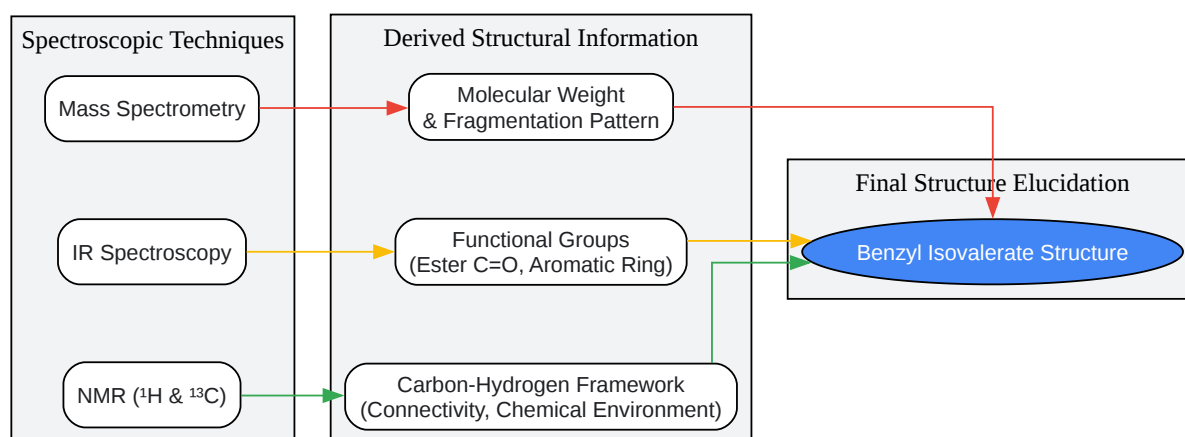 Spectroscopic Techniques
Mass Spectrometry
IR Spectroscopy
NMR (¹H & ¹³C)
Derived Structural Information
Molecular Weight
& Fragmentation Pattern
Functional Groups
(Ester C=O, Aromatic Ring)
Carbon-Hydrogen Framework
(Connectivity, Chemical Environment)
Final Structure Elucidation
Benzyl Isovalerate Structure